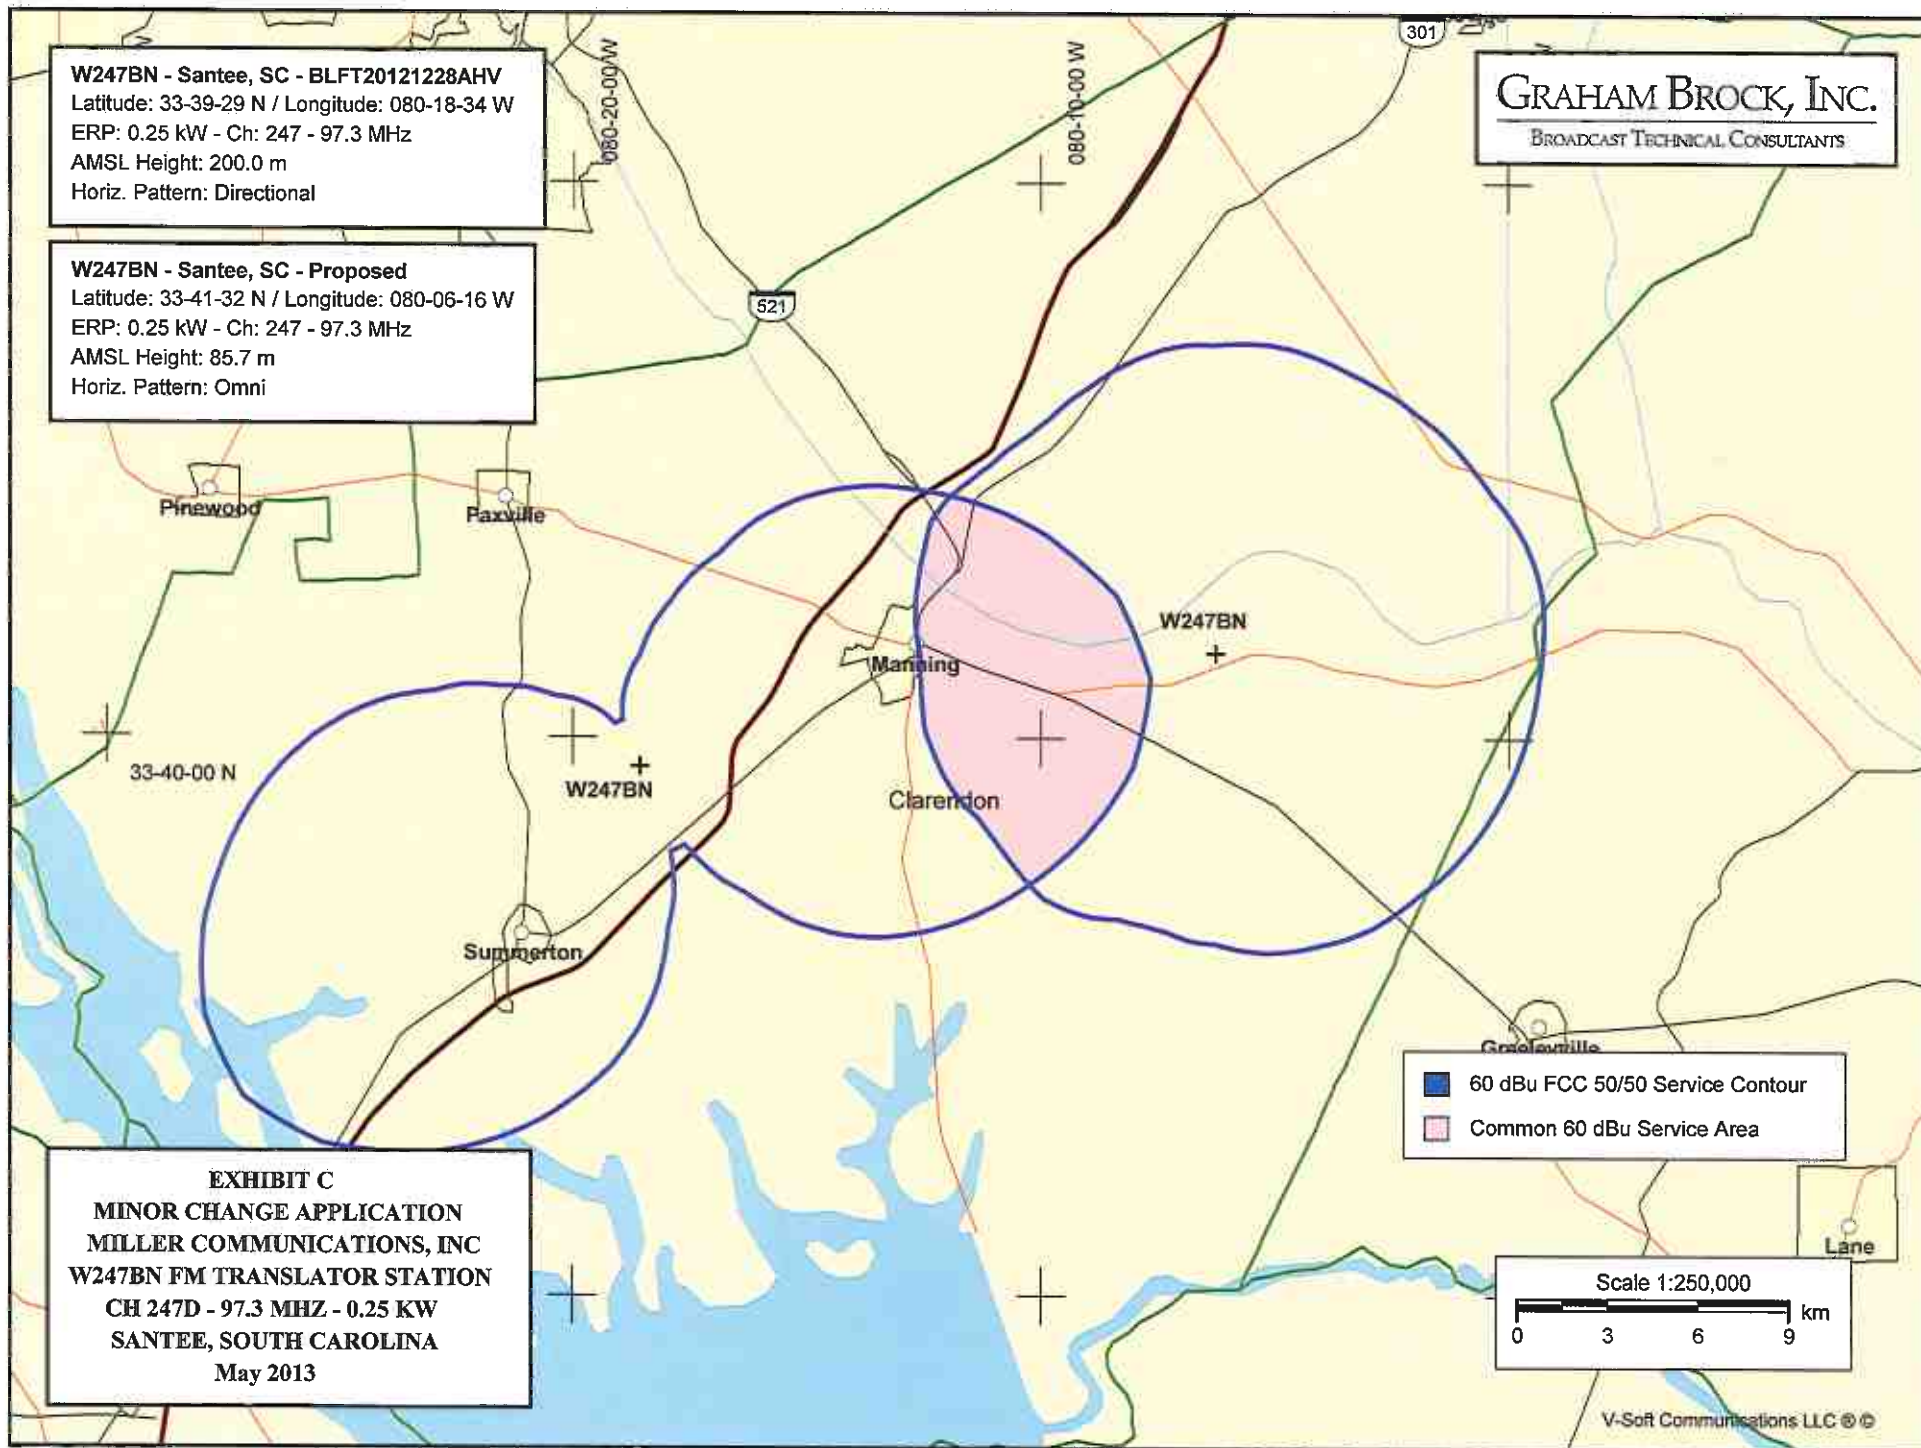 W247BN - Santee, SC - BLFT20121228AHV
Latitude: 33-39-29 N / Longitude: 080-18-34 W
ERP: 0.25 kW - Ch: 247 - 97.3 MHz
AMSL Height: 200.0 m
Horiz. Pattern: Directional
W247BN - Santee, SC - Proposed
Latitude: 33-41-32 N / Longitude: 080-06-16 W
ERP: 0.25 kW - Ch: 247 - 97.3 MHz
AMSL Height: 85.7 m
Horiz. Pattern: Omni
080-20-00 W
080-10-00 W
301
GRAHAM BROCK, INC.
BROADCAST TECHNICAL CONSULTANTS
521
Pinewood
Paxville
W247BN
Manning
33-40-00 N
W247BN
Clarendon
Summerton
Greeleyville
60 dBu FCC 50/50 Service Contour
Common 60 dBu Service Area
EXHIBIT C
MINOR CHANGE APPLICATION
MILLER COMMUNICATIONS, INC
W247BN FM TRANSLATOR STATION
CH 247D - 97.3 MHZ - 0.25 KW
SANTEE, SOUTH CAROLINA
May 2013
Lane
Scale 1:250,000
km
0 3 6 9
V-Soft Communications LLC ® ©